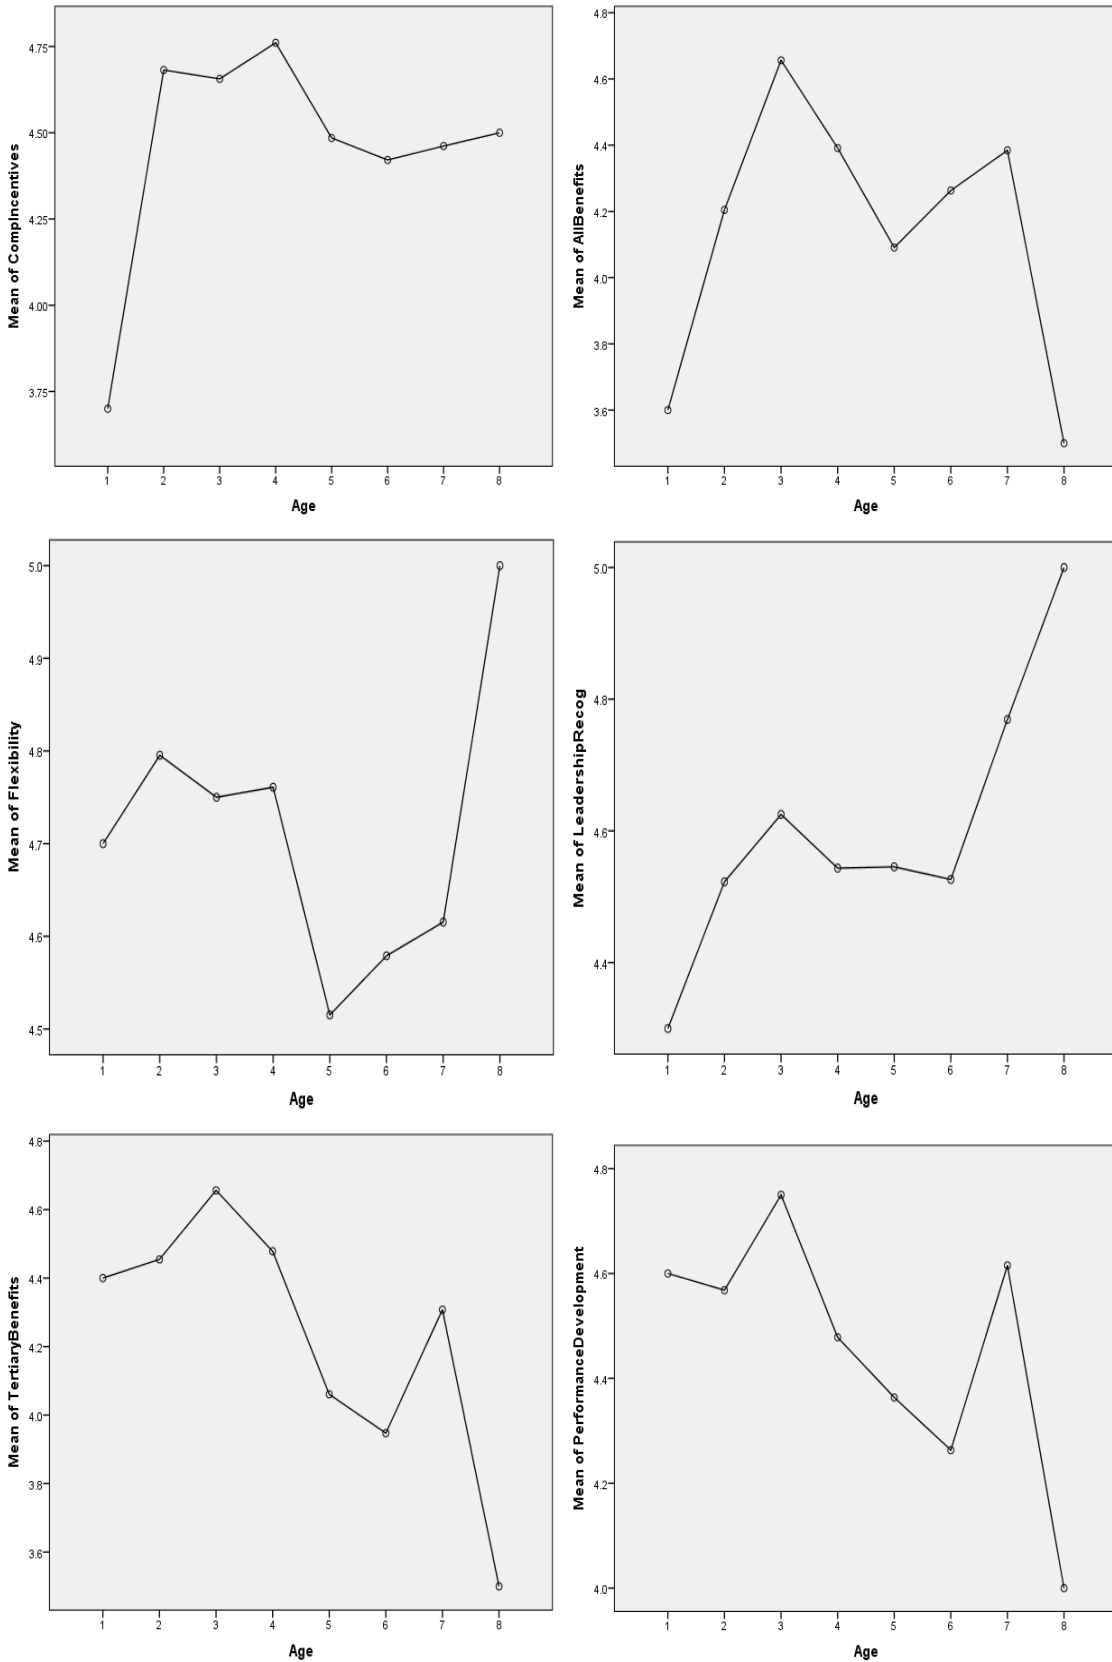 Mean of CompIncentives
4.75
4.50
4.25
4.00
3.75
1 2 3 4 5 6 7 8
Age
Mean of AllBenefits
4.8
4.6
4.4
4.2
4.0
3.8
3.6
1 2 3 4 5 6 7 8
Age
Mean of Flexibility
5.0
4.9
4.8
4.7
4.6
4.5
1 2 3 4 5 6 7 8
Age
Mean of LeadershipRecog
5.0
4.8
4.6
4.4
1 2 3 4 5 6 7 8
Age
Mean of TertiaryBenefits
4.8
4.6
4.4
4.2
4.0
3.8
3.6
1 2 3 4 5 6 7 8
Age
Mean of PerformanceDevelopment
4.8
4.6
4.4
4.2
4.0
1 2 3 4 5 6 7 8
Age